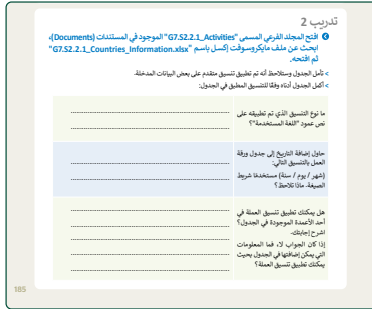 تدريب 2
افتح المجلد الفرعي المسمى "G7.S2.2.1_Activities" الموجود في المستندات (Documents)،
ابحث عن ملف مايكروسوفت إكسل باسم "G7.S2.2.1_Countries_Information.xlsx"
ثم افتحه.
> تأمل الجدول وستلاحظ أنه تم تطبيق تنسيق متقدم على بعض البيانات المدخلة.
> أكمل الجدول أدناه وفقًا للتنسيق المطبق في الجدول:
ما نوع التنسيق الذي تم تطبيقه على
نص عمود "اللغة المستخدمة"؟
حاول إضافة التاريخ إلى جدول ورقة
العمل بالتنسيق التالي:
(شهر / يوم / سنة) مستخدمًا شريط
الصيغة. ماذا تلاحظ؟
هل يمكنك تطبيق تنسيق العملة في
أحد الأعمدة الموجودة في الجدول؟
اشرح إجابتك.
إذا كان الجواب لا، فما المعلومات
التي يمكن إضافتها في الجدول بحيث
يمكنك تطبيق تنسيق العملة؟
185